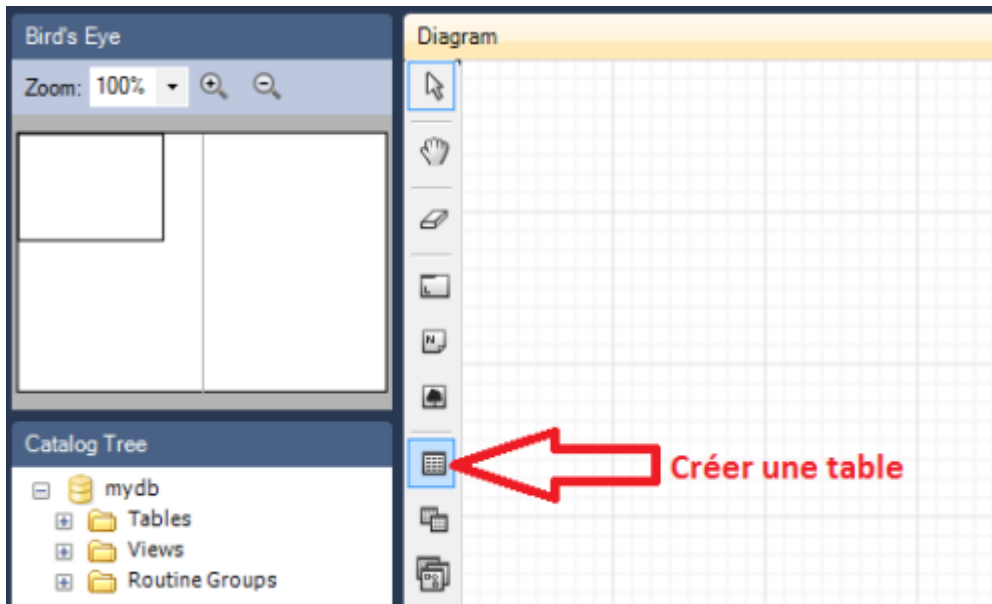 Bird's Eye
Zoom: 100%
Catalog Tree
mydb
Tables
Views
Routine Groups
Diagram
L
N
Créer une table